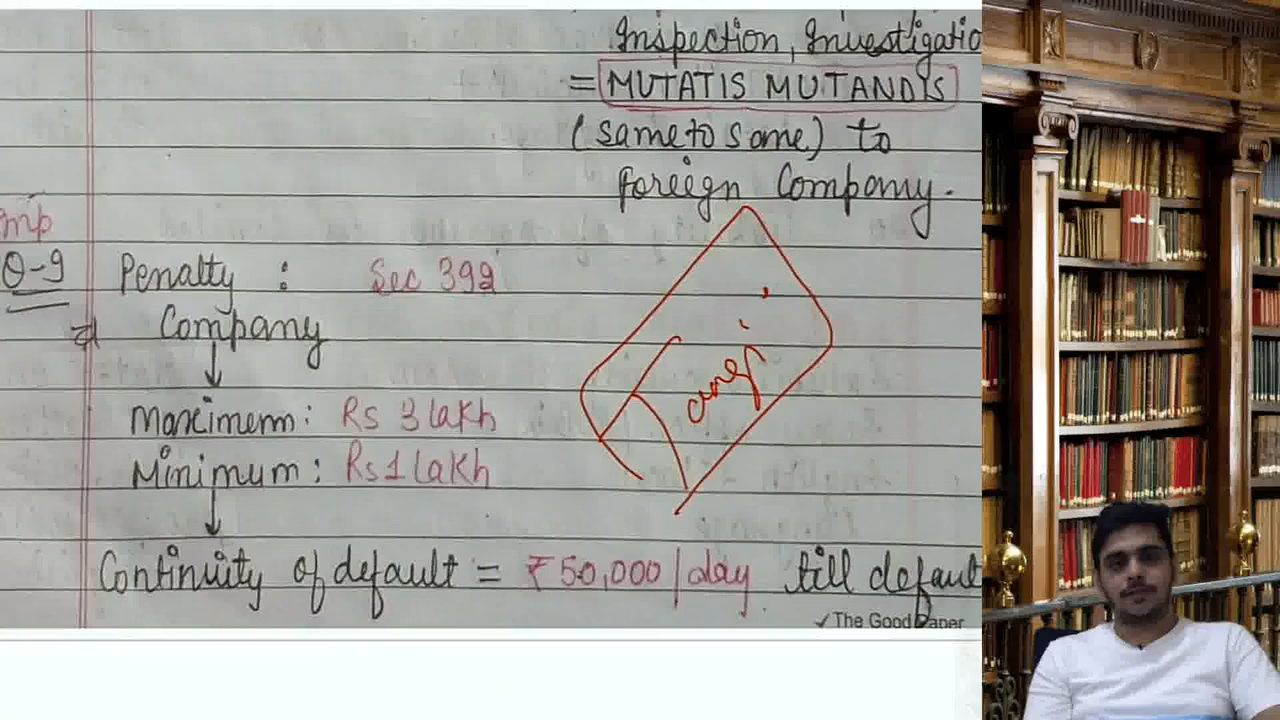 Inspection, Investigatio
= MUTATIS MUTANDIS
(same to same) to
foreign Company.
Imp
Q-9 Penalty : Sec 392
Company
Maximum : Rs 3 lakh
Minimum : Rs 1 lakh
Continuity of default = ₹50,000 / day till default
✓ The Good Paper